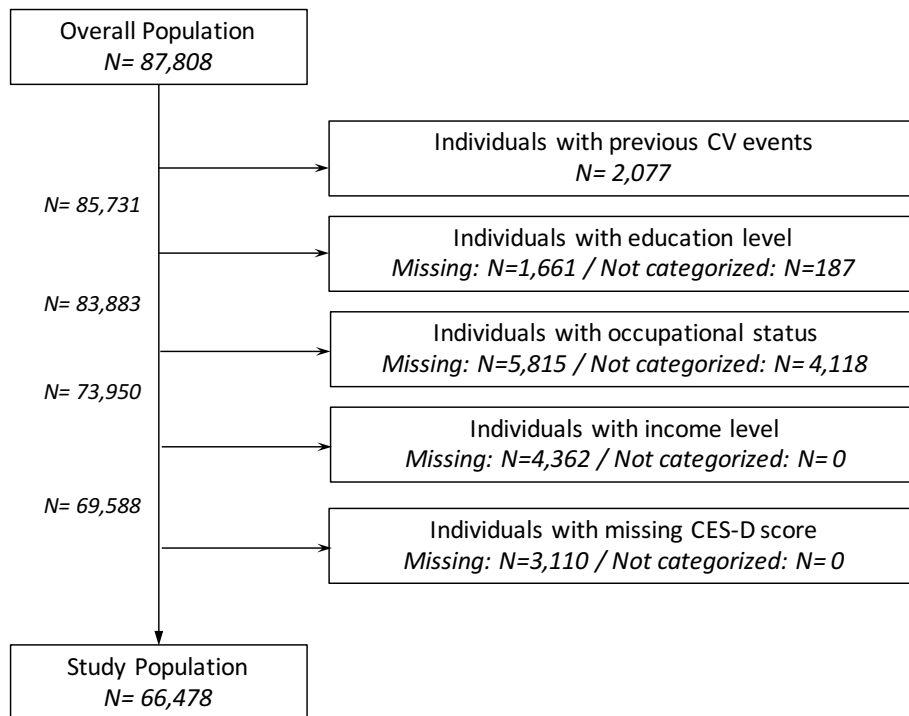 Overall Population
N= 87,808
Individuals with previous CV events
N= 2,077
N= 85,731
Individuals with education level
Missing: N=1,661 / Not categorized: N=187
N= 83,883
Individuals with occupational status
Missing: N=5,815 / Not categorized: N= 4,118
N= 73,950
Individuals with income level
Missing: N=4,362 / Not categorized: N= 0
N= 69,588
Individuals with missing CES-D score
Missing: N=3,110 / Not categorized: N= 0
Study Population
N= 66,478